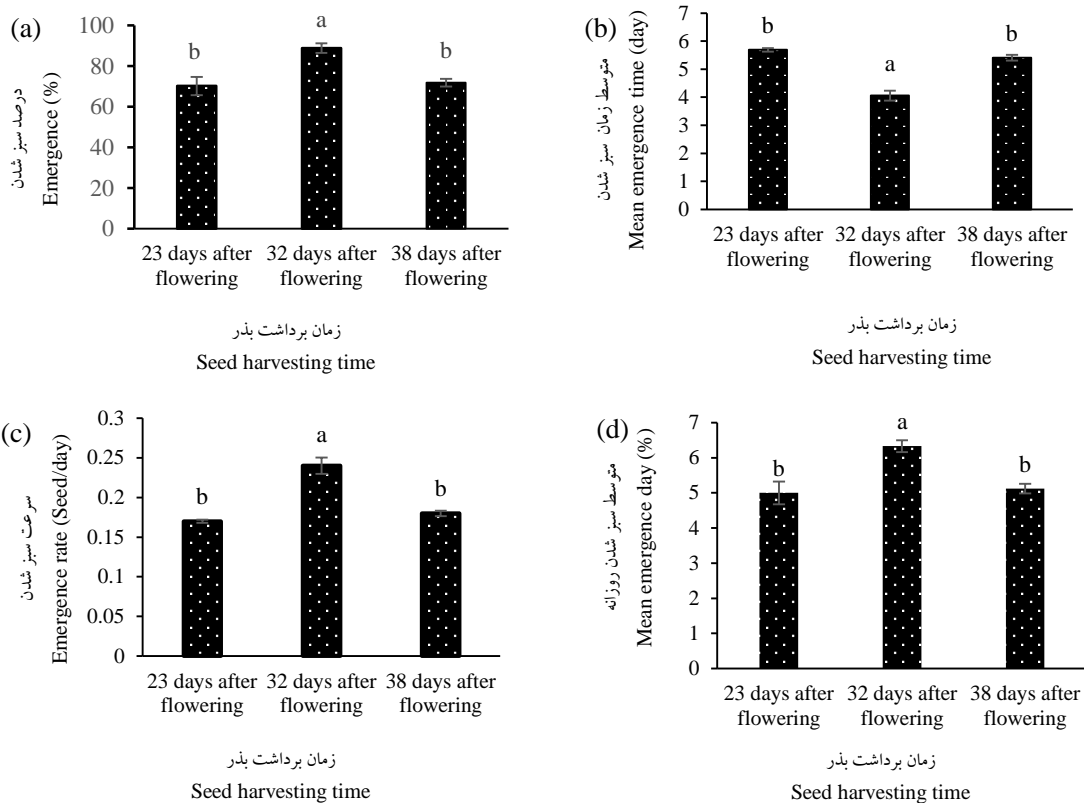 (a)
درصد سبز شدن
Emergence (%)
100
80
60
40
20
0
b
a
b
23 days after
flowering
32 days after
flowering
38 days after
flowering
زمان برداشت بذر
Seed harvesting time
(b)
متوسط زمان سبز شدن
Mean emergence time (day)
7
6
5
4
3
2
1
0
b
a
b
23 days after
flowering
32 days after
flowering
38 days after
flowering
زمان برداشت بذر
Seed harvesting time
(c)
سرعت سبز شدن
Emergence rate (Seed/day)
0.3
0.25
0.2
0.15
0.1
0.05
0
b
a
b
23 days after
flowering
32 days after
flowering
38 days after
flowering
زمان برداشت بذر
Seed harvesting time
(d)
متوسط سبز شدن روزانه
Mean emergence day (%)
7
6
5
4
3
2
1
0
b
a
b
23 days after
flowering
32 days after
flowering
38 days after
flowering
زمان برداشت بذر
Seed harvesting time